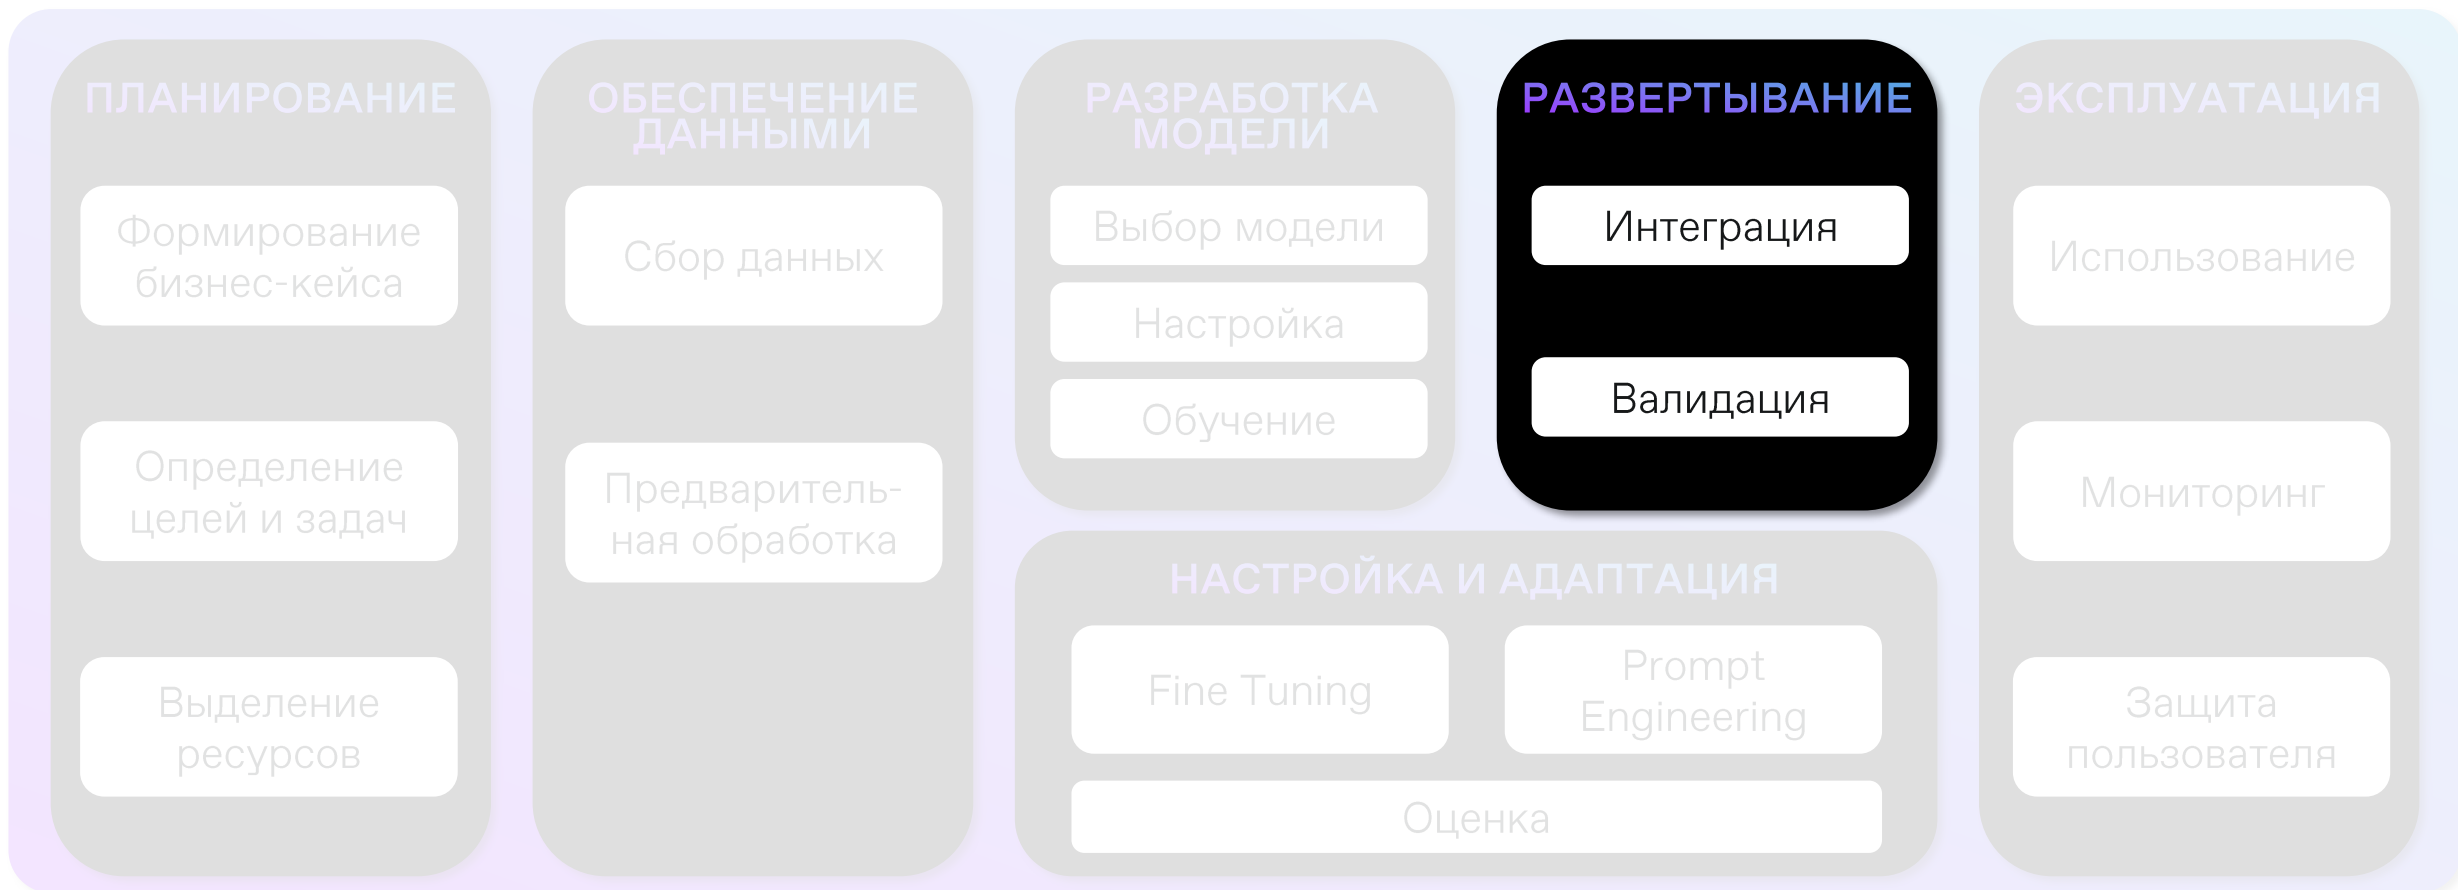 ПЛАНИРОВАНИЕ
Формирование
бизнес-кейса
Определение
целей и задач
Выделение
ресурсов
ОБЕСПЕЧЕНИЕ
ДАННЫМИ
Сбор данных
Предваритель-
ная обработка
РАЗРАБОТКА
МОДЕЛИ
Выбор модели
Настройка
Обучение
РАЗВЕРТЫВАНИЕ
Интеграция
Валидация
НАСТРОЙКА И АДАПТАЦИЯ
Fine Tuning
Prompt
Engineering
Оценка
ЭКСПЛУАТАЦИЯ
Использование
Мониторинг
Защита
пользователя